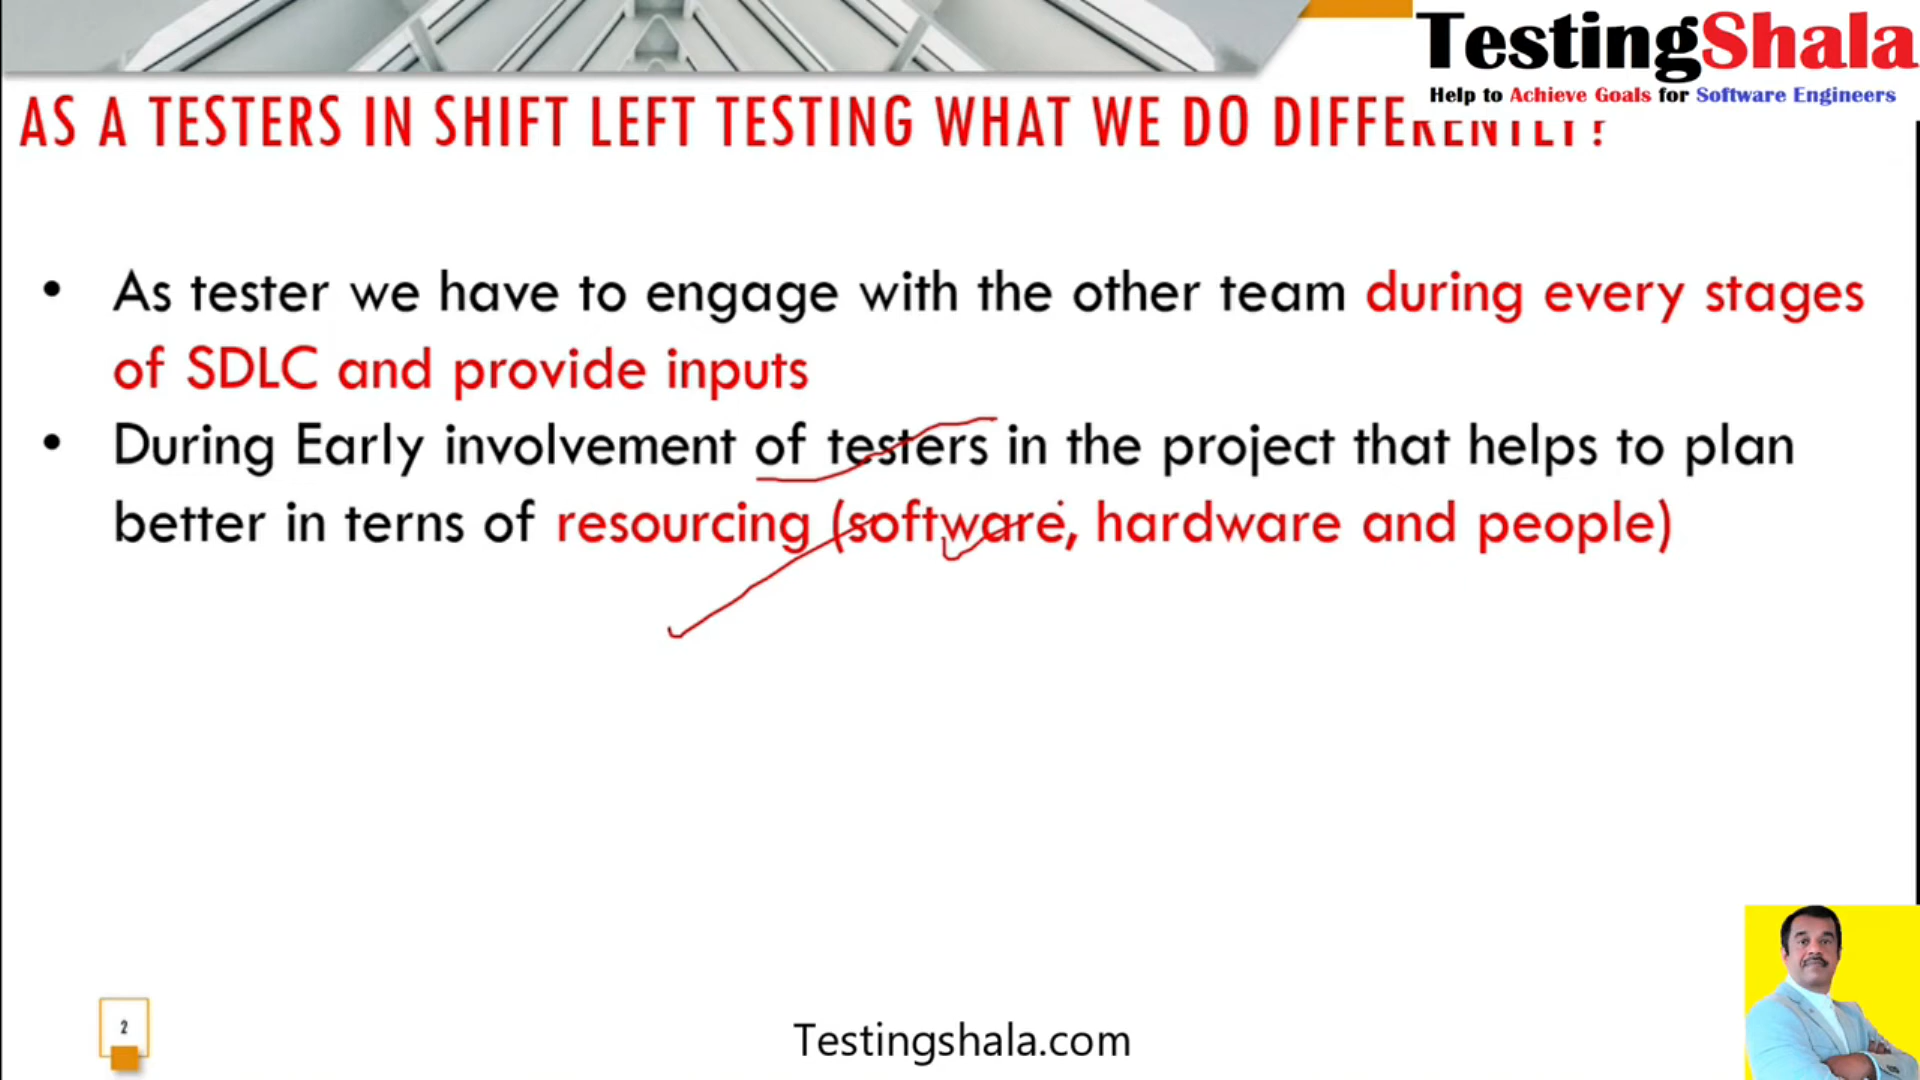 TestingShala
Help to Achieve Goals for Software Engineers
AS A TESTERS IN SHIFT LEFT TESTING WHAT WE DO DIFFERENTLY?
• As tester we have to engage with the other team during every stages
of SDLC and provide inputs
• During Early involvement of testers in the project that helps to plan
better in terns of resourcing (software, hardware and people)
2
Testingshala.com